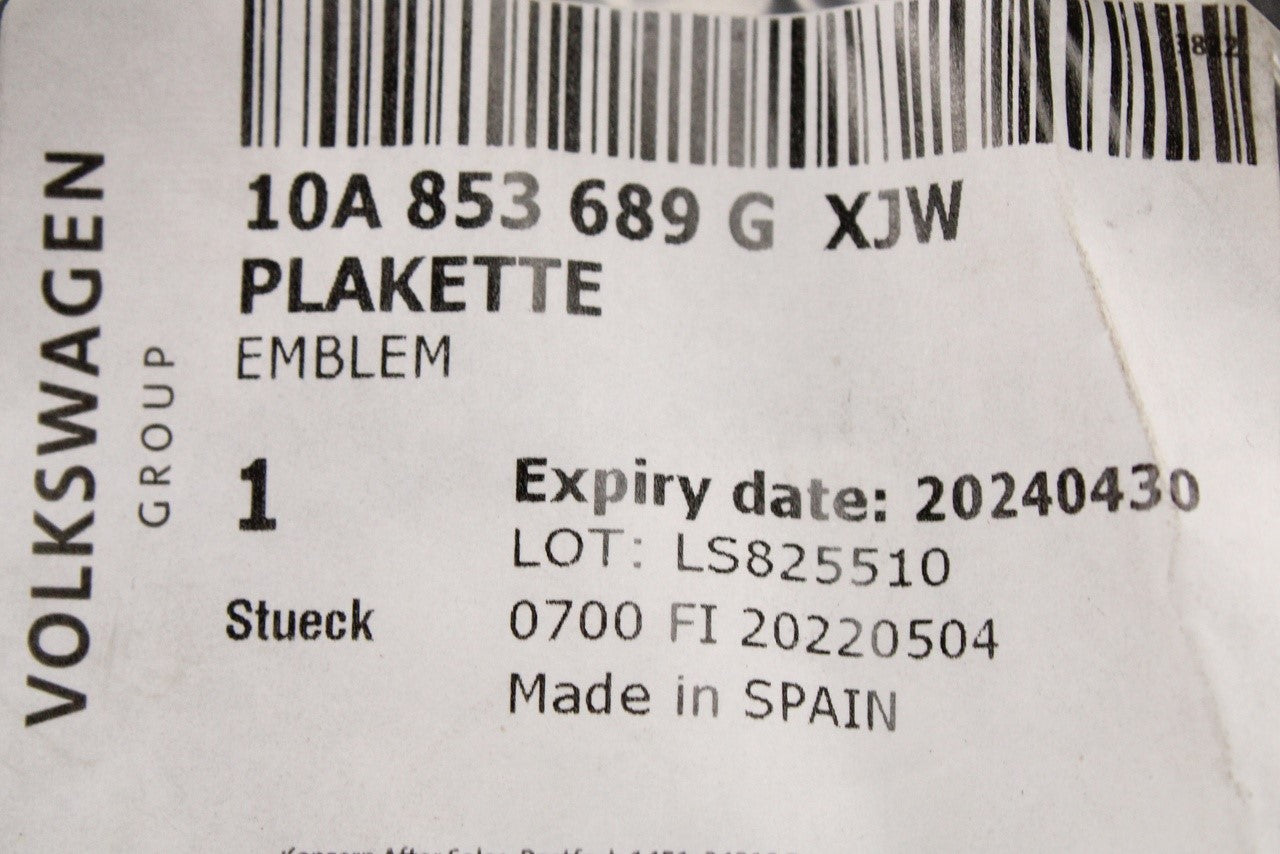 VOLKSWAGEN
GROUP
10A 853 689 G XJW
PLAKETTE
EMBLEM
1
Stueck
Expiry date: 20240430
LOT: LS825510
0700 FI 20220504
Made in SPAIN